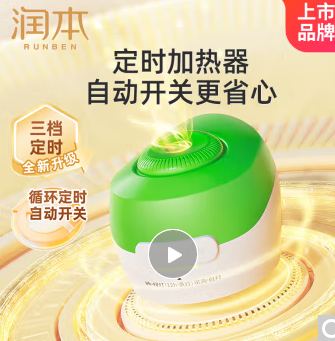 润本
RUNBEN
上市
品牌
定时加热器
自动开关更省心
三档
定时
全新升级
循环定时
自动开关